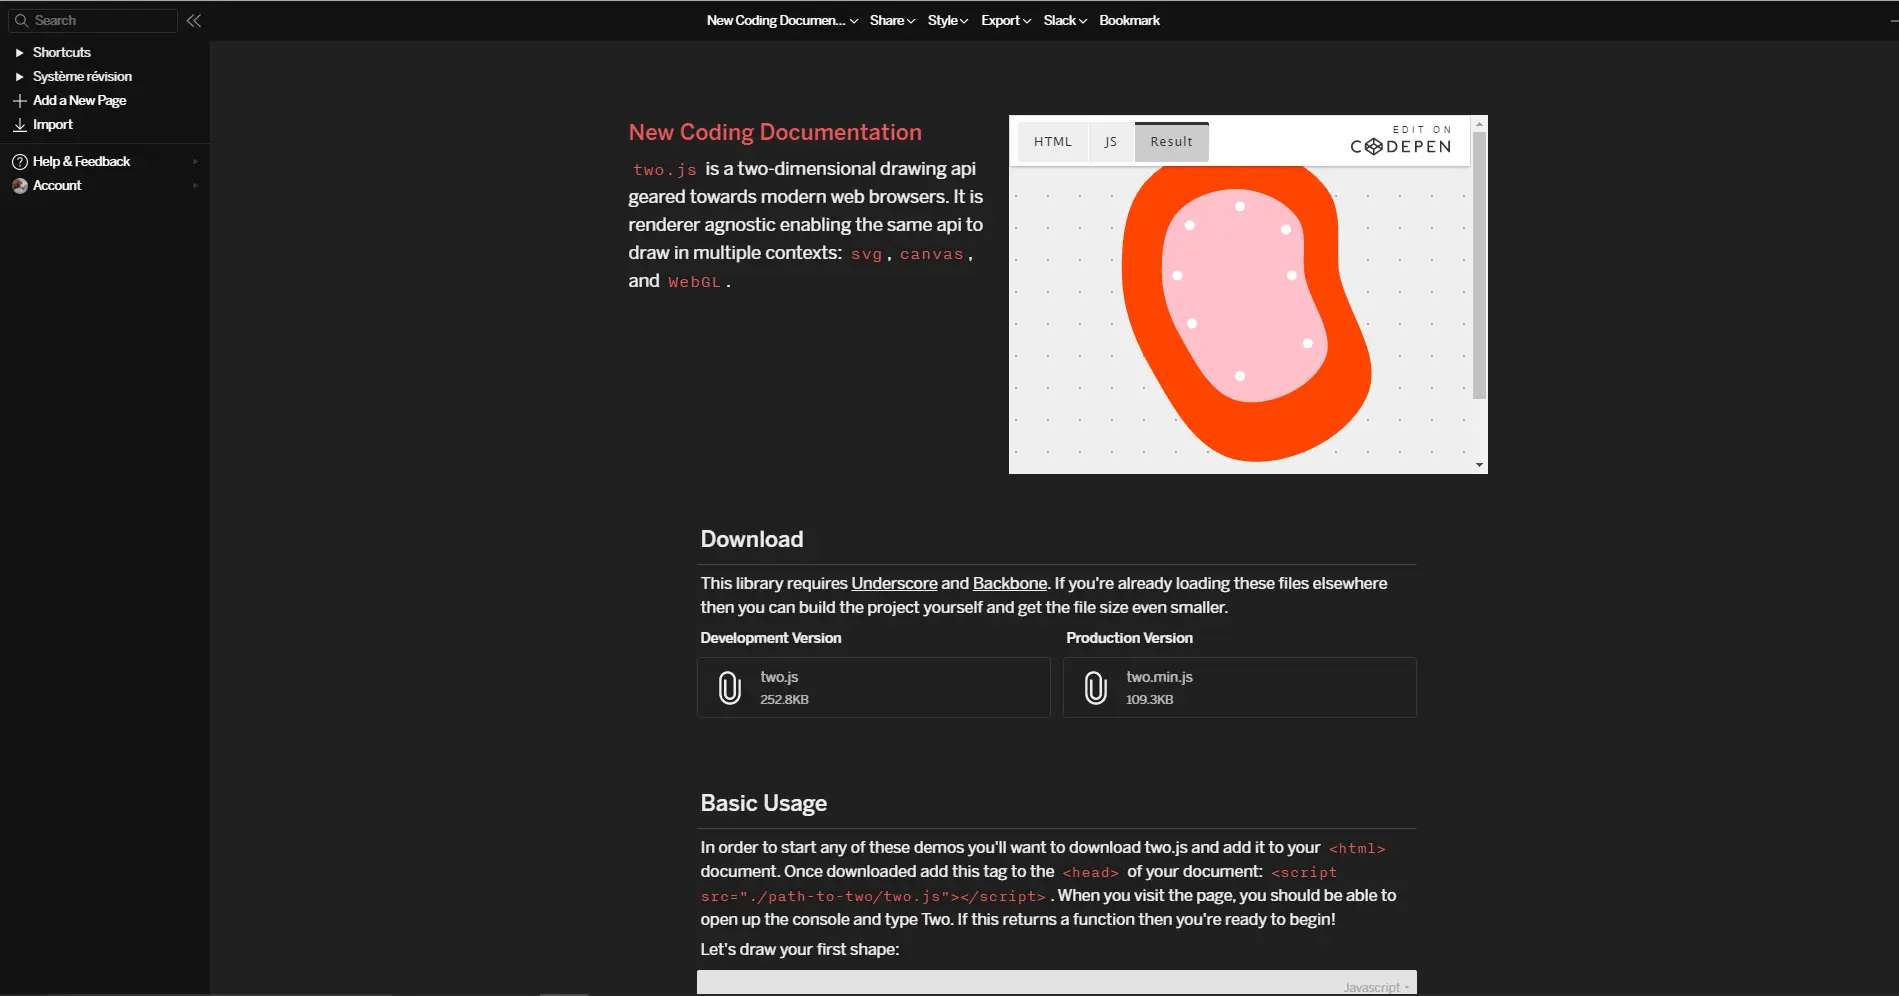 Search
New Coding Documen...
Share
Style
Export
Slack
Bookmark
Shortcuts
Système révision
Add a New Page
Import
Help & Feedback
Account
New Coding Documentation
two.js is a two-dimensional drawing api
geared towards modern web browsers. It is
renderer agnostic enabling the same api to
draw in multiple contexts: svg, canvas,
and WebGL.
HTML
JS
Result
EDIT ON
CODEPEN
Download
This library requires Underscore and Backbone. If you're already loading these files elsewhere
then you can build the project yourself and get the file size even smaller.
Development Version
two.js
252.8KB
Production Version
two.min.js
109.3KB
Basic Usage
In order to start any of these demos you'll want to download two.js and add it to your <html>
document. Once downloaded add this tag to the <head> of your document: <script
src="./path-to-two/two.js"></script>. When you visit the page, you should be able to
open up the console and type Two. If this returns a function then you're ready to begin!
Let's draw your first shape:
Javascript